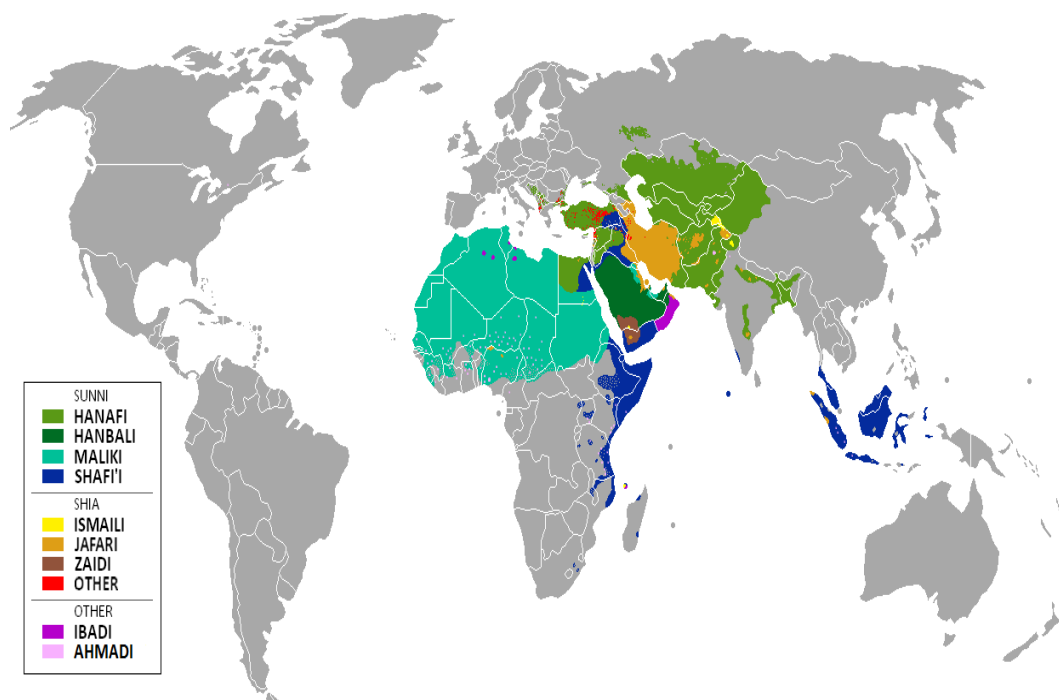 SUNNI
HANAFI
HANBALI
MALIKI
SHAFI'I
SHIA
ISMAILI
JAFARI
ZAIDI
OTHER
OTHER
IBADI
AHMADI